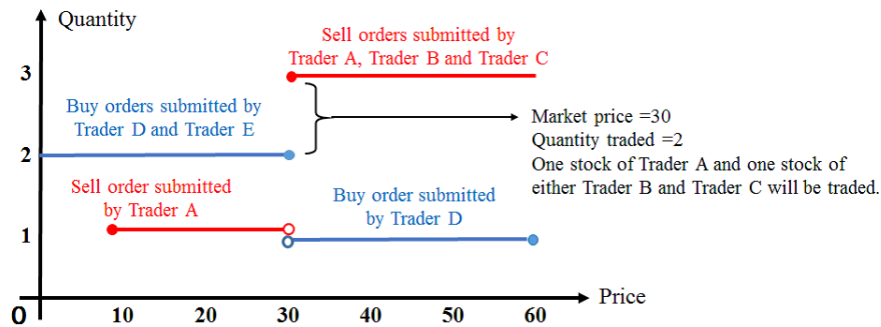 Quantity
Sell orders submitted by
Trader A, Trader B and Trader C
3
Buy orders submitted by
Trader D and Trader E
Market price =30
Quantity traded =2
One stock of Trader A and one stock of
either Trader B and Trader C will be traded.
2
Sell order submitted
by Trader A
Buy order submitted
by Trader D
1
Price
0
10
20
30
40
50
60